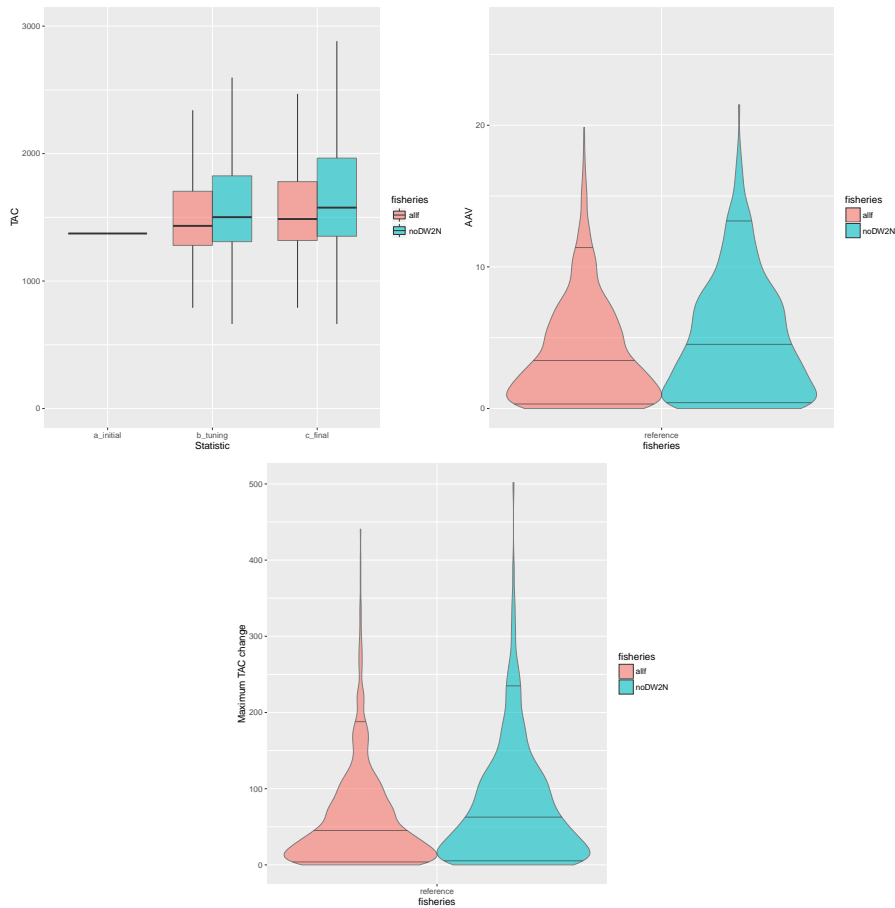 3000
2000
1000
0
TAC
a_initial
b_tuning
c_final
Statistic
fisheries
allf
noDW2N
20
10
0
AAV
reference
fisheries
fisheries
allf
noDW2N
500
400
300
200
100
0
Maximum TAC change
reference
fisheries
fisheries
allf
noDW2N